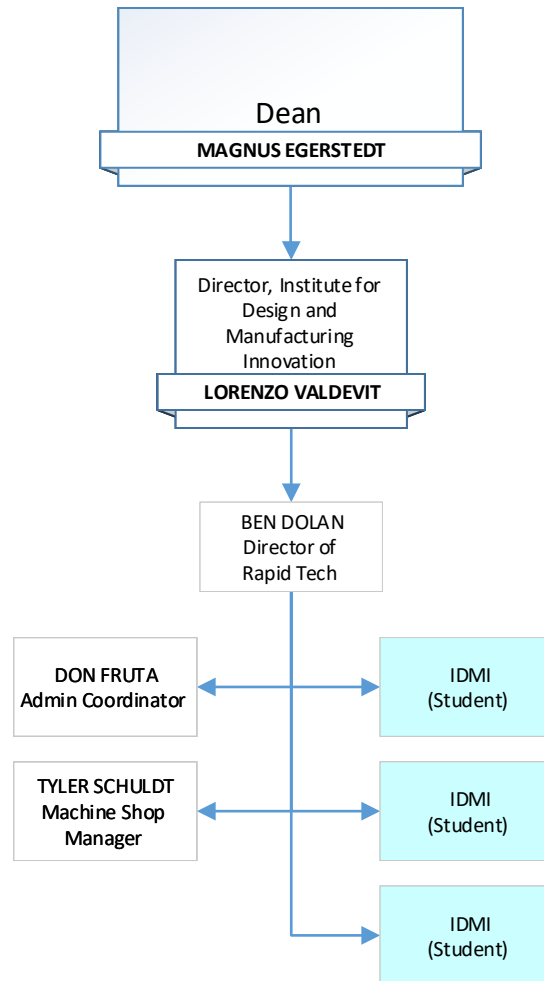 Dean
MAGNUS EGERSTEDT
Director, Institute for
Design and
Manufacturing
Innovation
LORENZO VALDEVIT
BEN DOLAN
Director of
Rapid Tech
DON FRUTA
Admin Coordinator
IDMI
(Student)
TYLER SCHULDT
Machine Shop
Manager
IDMI
(Student)
IDMI
(Student)